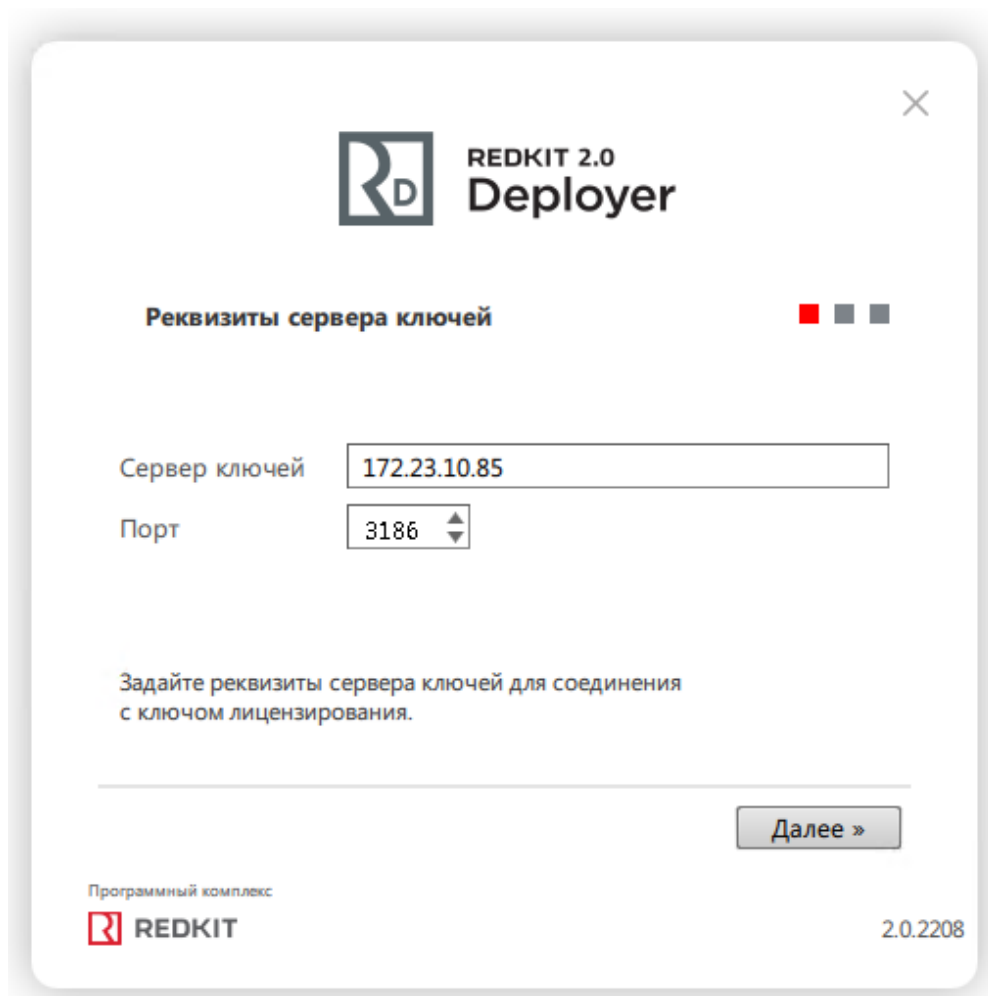 REDKIT 2.0
Deployer
Реквизиты сервера ключей
Сервер ключей 172.23.10.85
Порт 3186
Задайте реквизиты сервера ключей для соединения
с ключом лицензирования.
Далее »
Программный комплекс
REDKIT
2.0.2208